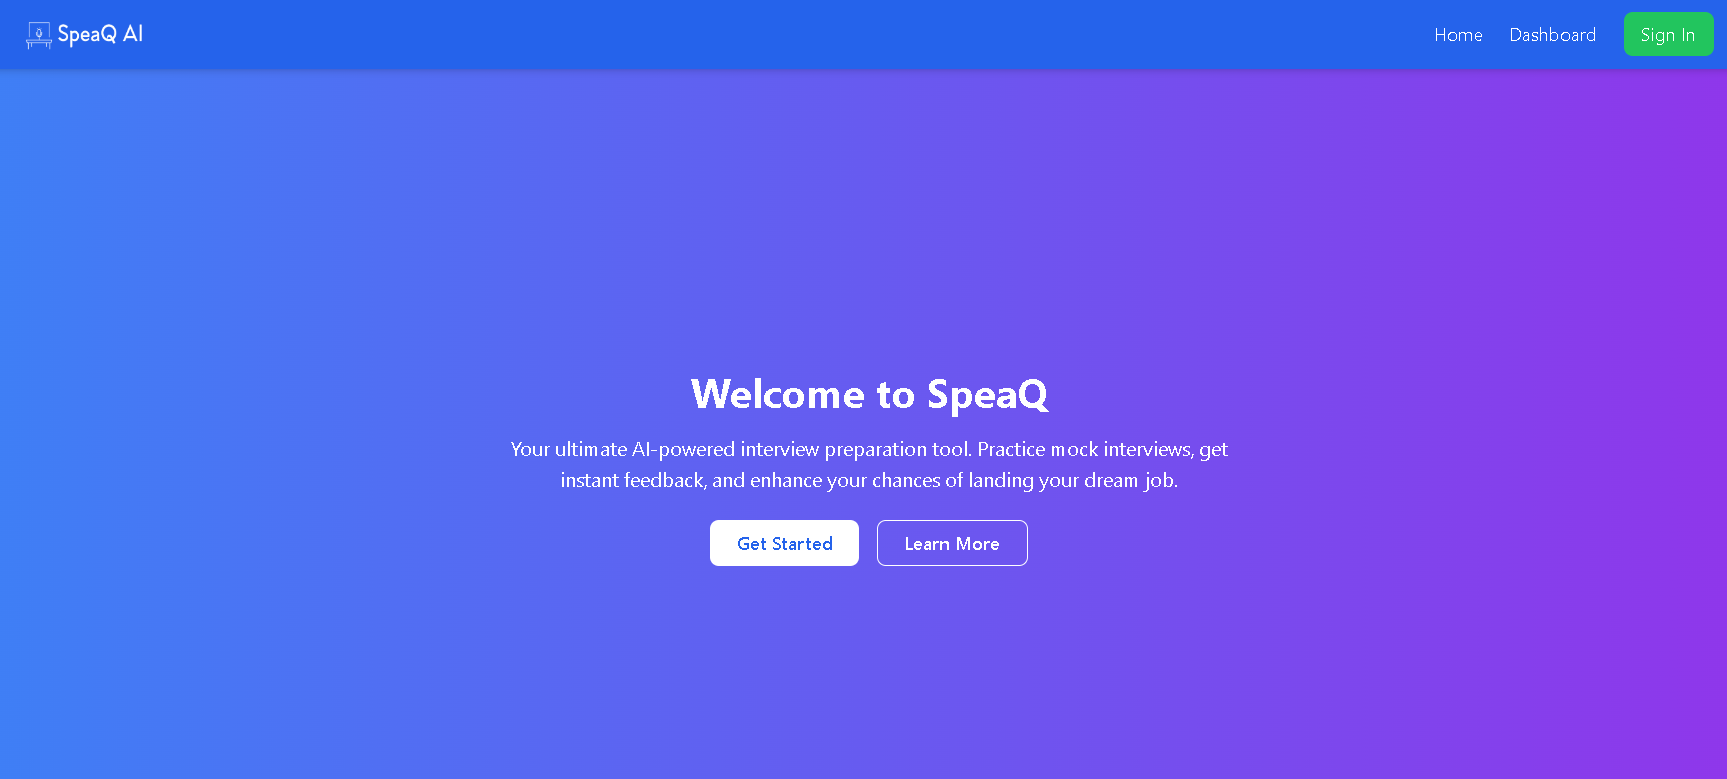 SpeaQ AI
Home
Dashboard
Sign In
Welcome to SpeaQ
Your ultimate AI-powered interview preparation tool. Practice mock interviews, get
instant feedback, and enhance your chances of landing your dream job.
Get Started
Learn More